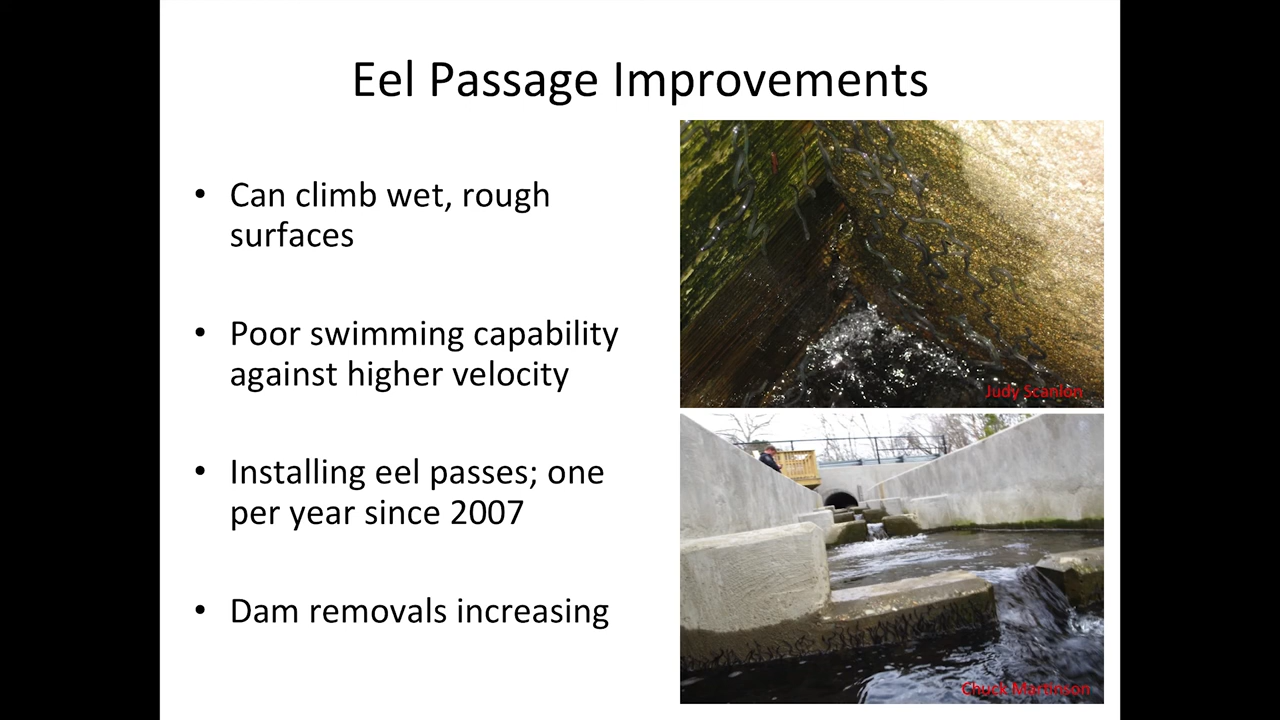 Eel Passage Improvements
• Can climb wet, rough
surfaces
• Poor swimming capability
against higher velocity
• Installing eel passes; one
per year since 2007
• Dam removals increasing
Judy Scanlon
Chuck Martinson